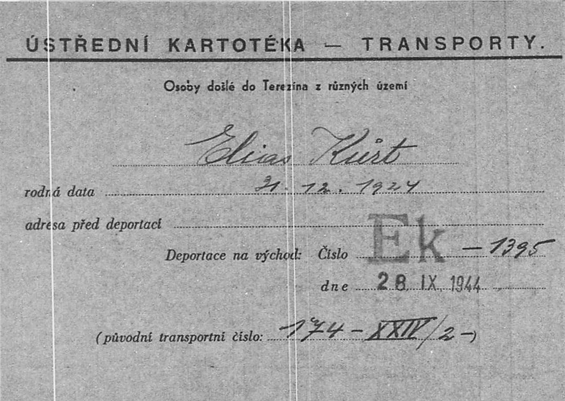 ÚSTŘEDNÍ KARTOTÉKA — TRANSPORTY.
Osoby došlé do Terezína z různých území
Elias Kurt
rodná data 31. 12. 1924
adresa před deportací
Deportace na východ: Číslo Ek - 1395
dne 28. IX. 1944
(původní transportní číslo: 174 - XXIV/2 -)